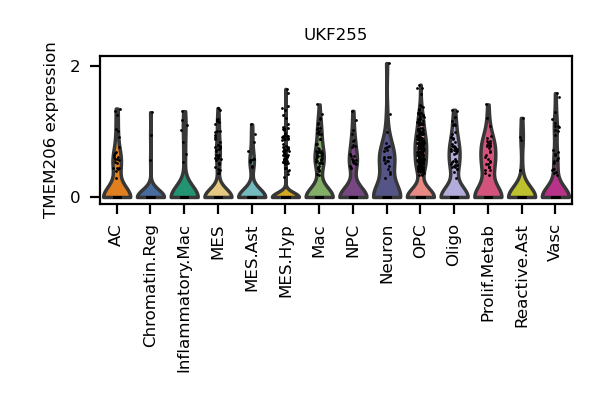 UKF255
TMEM206 expression
2
0
AC
Chromatin.Reg
Inflammatory.Mac
MES
MES.Ast
MES.Hyp
Mac
NPC
Neuron
OPC
Oligo
Prolif.Metab
Reactive.Ast
Vasc